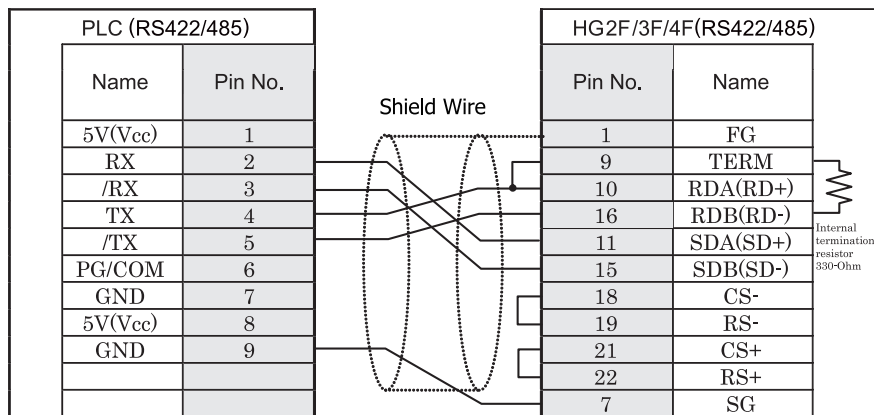 PLC (RS422/485)
Name Pin No.
5V(Vcc) 1
RX 2
/RX 3
TX 4
/TX 5
PG/COM 6
GND 7
5V(Vcc) 8
GND 9
Shield Wire
HG2F/3F/4F(RS422/485)
Pin No. Name
1 FG
9 TERM
10 RDA(RD+)
16 RDB(RD-)
11 SDA(SD+)
15 SDB(SD-)
18 CS-
19 RS-
21 CS+
22 RS+
7 SG
Internal
termination
resistor
330-Ohm